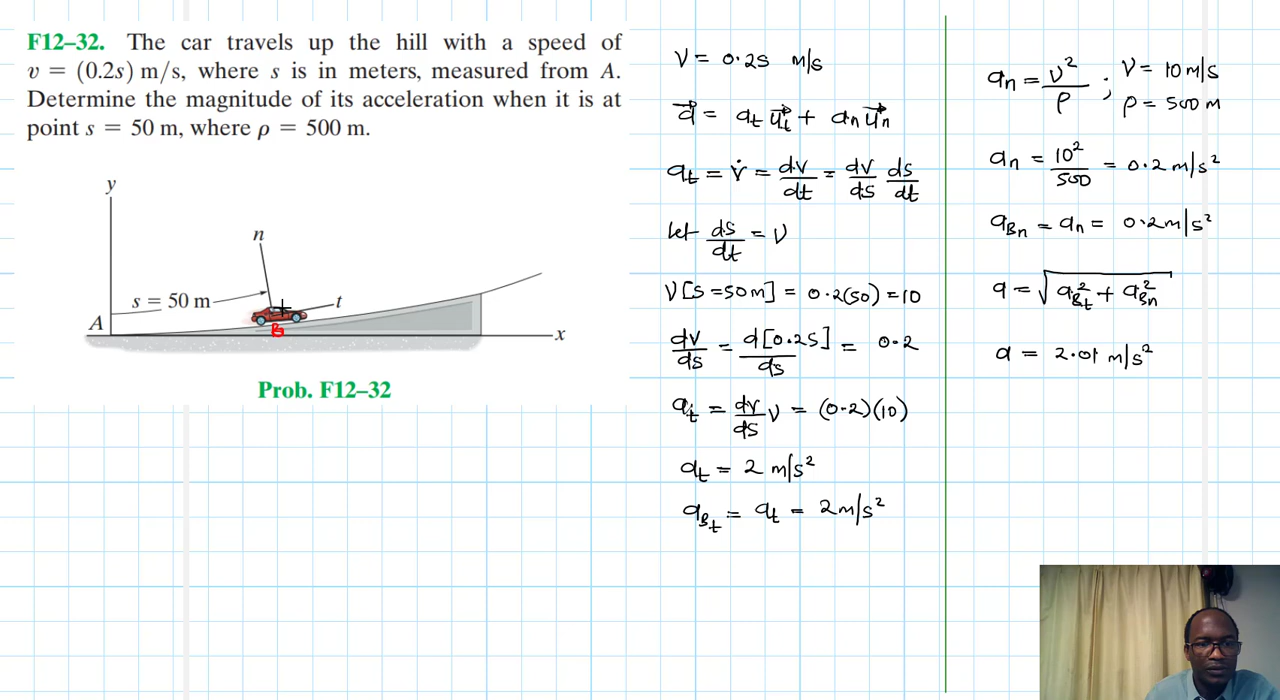 F12–32. The car travels up the hill with a speed of
v = (0.2s) m/s, where s is in meters, measured from A.
Determine the magnitude of its acceleration when it is at
point s = 50 m, where ρ = 500 m.
y
n
s = 50 m
t
A
B
x
Prob. F12–32
V = 0.2S m/s
a⃗ = at u⃗t + an u⃗n
at = v̇ = dv/dt = dv/ds ds/dt
let ds/dt = V
V[S = 50m] = 0.2(50) = 10
dv/ds = d[0.2S]/ds = 0.2
at = dv/ds V = (0.2)(10)
at = 2 m/s²
aBt = at = 2m/s²
an = V²/ρ ; V = 10 m/s
ρ = 500 m
an = 10²/500 = 0.2 m/s²
aBn = an = 0.2m/s²
a = √(aBt² + aBn²)
a = 2.01 m/s²